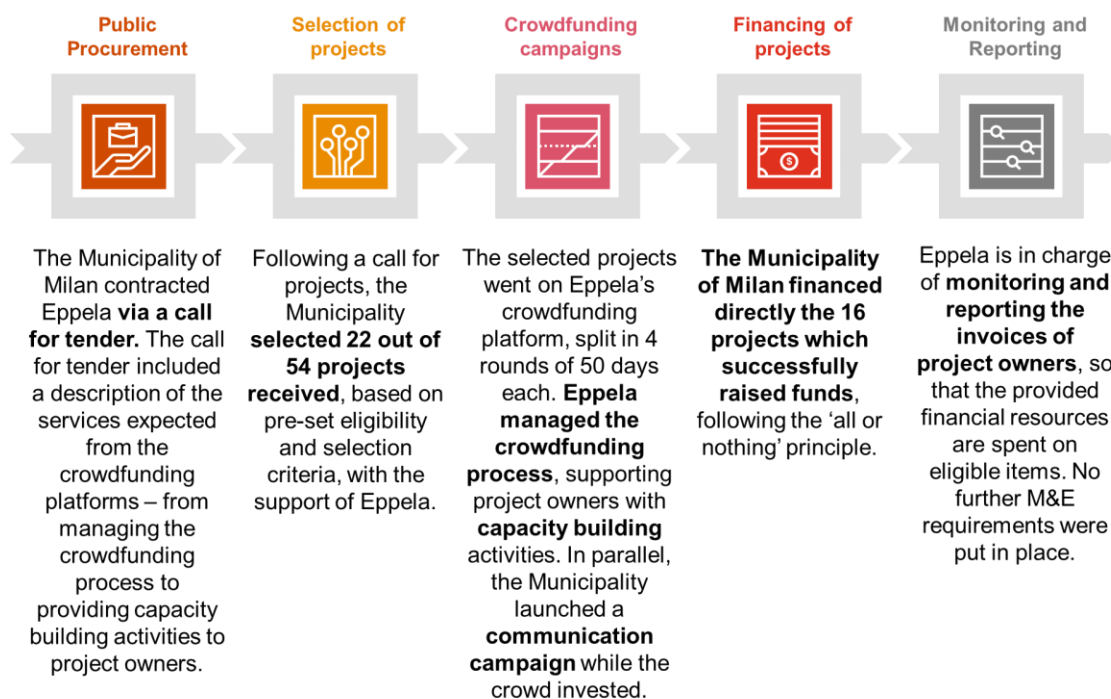 Public
Procurement
Selection of
projects
Crowdfunding
campaigns
Financing of
projects
Monitoring and
Reporting
$
The Municipality of
Milan contracted
Eppela via a call
for tender. The call
for tender included
a description of the
services expected
from the
crowdfunding
platforms – from
managing the
crowdfunding
process to
providing capacity
building activities to
project owners.
Following a call for
projects, the
Municipality
selected 22 out of
54 projects
received, based on
pre-set eligibility
and selection
criteria, with the
support of Eppela.
The selected projects
went on Eppela’s
crowdfunding
platform, split in 4
rounds of 50 days
each. Eppela
managed the
crowdfunding
process, supporting
project owners with
capacity building
activities. In parallel,
the Municipality
launched a
communication
campaign while the
crowd invested.
The Municipality
of Milan financed
directly the 16
projects which
successfully
raised funds,
following the ‘all or
nothing’ principle.
Eppela is in charge
of monitoring and
reporting the
invoices of
project owners, so
that the provided
financial resources
are spent on
eligible items. No
further M&E
requirements were
put in place.